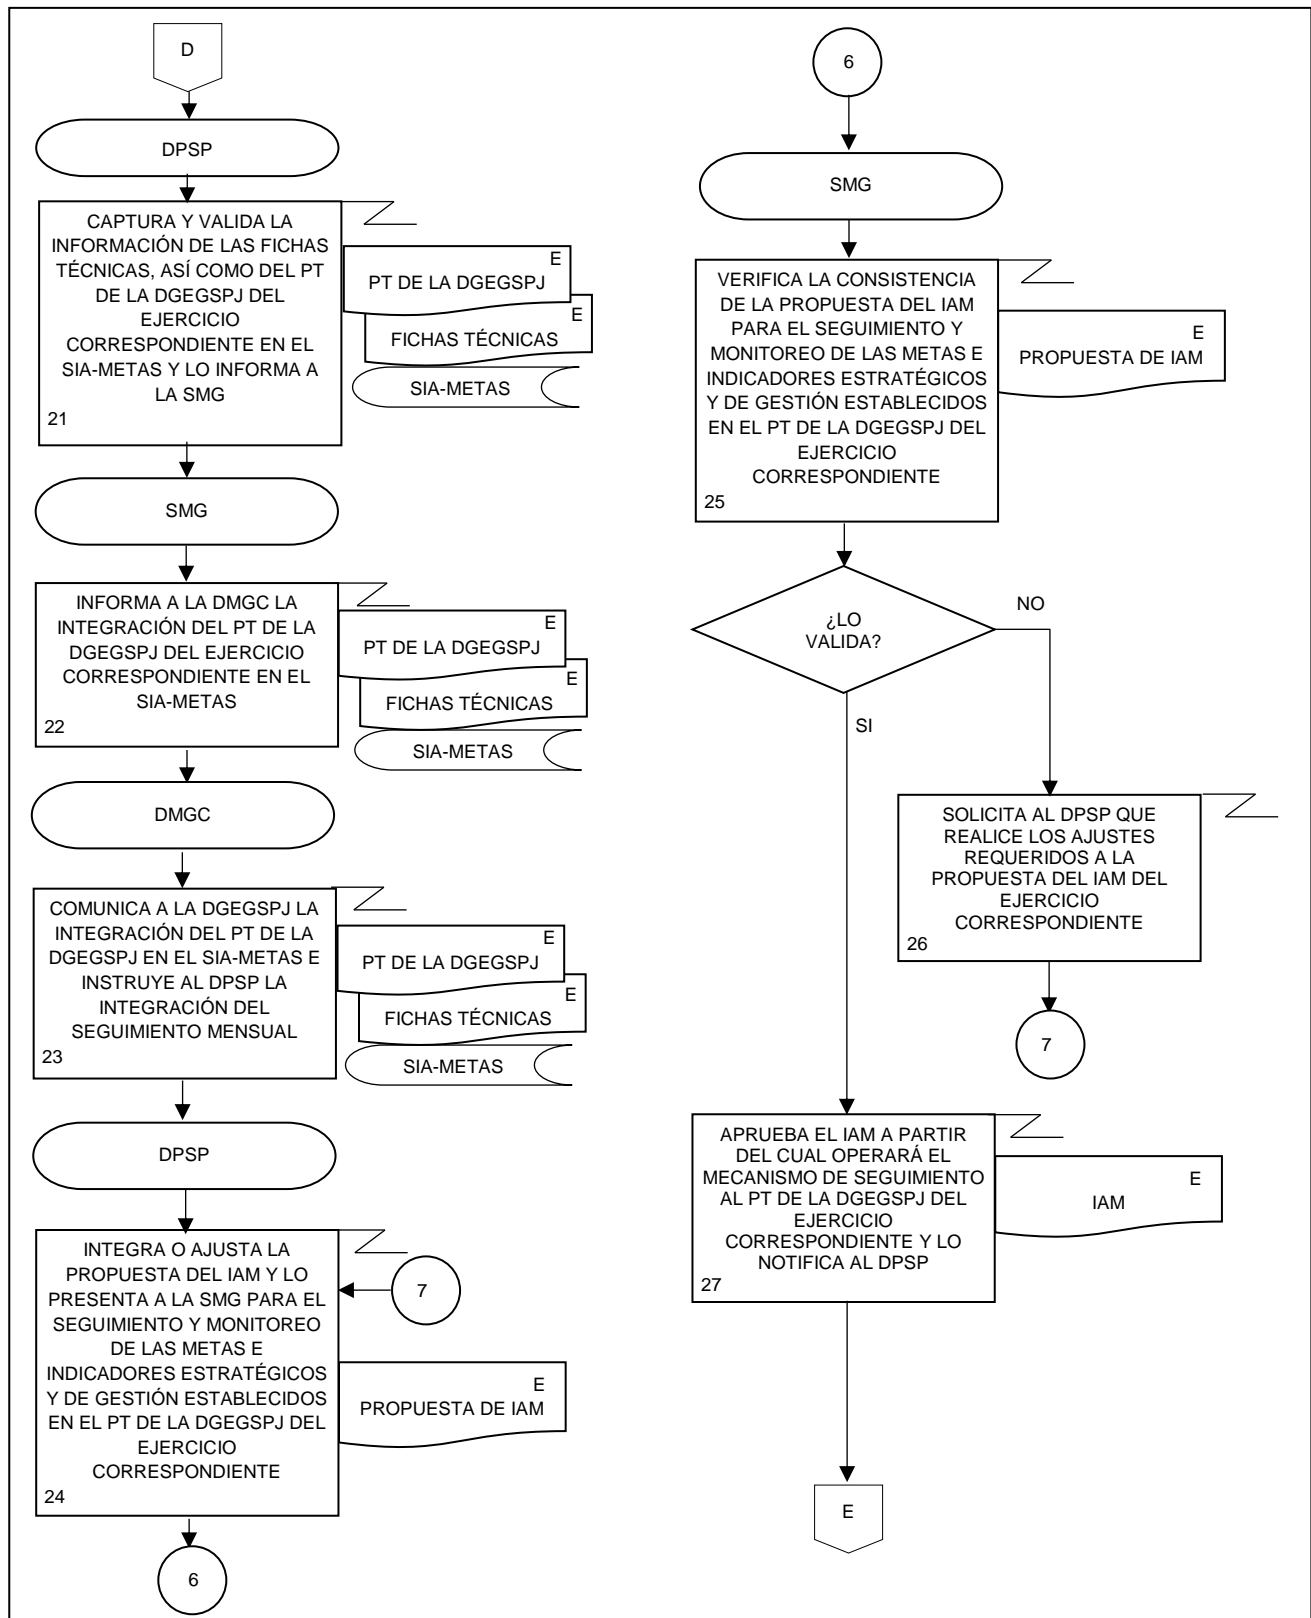 D
DPSP
CAPTURA Y VALIDA LA
INFORMACIÓN DE LAS FICHAS
TÉCNICAS, ASÍ COMO DEL PT
DE LA DGEGSPJ DEL
EJERCICIO
CORRESPONDIENTE EN EL
SIA-METAS Y LO INFORMA A
LA SMG
21
E
PT DE LA DGEGSPJ
E
FICHAS TÉCNICAS
SIA-METAS
SMG
INFORMA A LA DMGC LA
INTEGRACIÓN DEL PT DE LA
DGEGSPJ DEL EJERCICIO
CORRESPONDIENTE EN EL
SIA-METAS
22
E
PT DE LA DGEGSPJ
E
FICHAS TÉCNICAS
SIA-METAS
DMGC
COMUNICA A LA DGEGSPJ LA
INTEGRACIÓN DEL PT DE LA
DGEGSPJ EN EL SIA-METAS E
INSTRUYE AL DPSP LA
INTEGRACIÓN DEL
SEGUIMIENTO MENSUAL
23
E
PT DE LA DGEGSPJ
E
FICHAS TÉCNICAS
SIA-METAS
DPSP
INTEGRA O AJUSTA LA
PROPUESTA DEL IAM Y LO
PRESENTA A LA SMG PARA EL
SEGUIMIENTO Y MONITOREO
DE LAS METAS E
INDICADORES ESTRATÉGICOS
Y DE GESTIÓN ESTABLECIDOS
EN EL PT DE LA DGEGSPJ DEL
EJERCICIO
CORRESPONDIENTE
24
7
E
PROPUESTA DE IAM
6
6
SMG
VERIFICA LA CONSISTENCIA
DE LA PROPUESTA DEL IAM
PARA EL SEGUIMIENTO Y
MONITOREO DE LAS METAS E
INDICADORES ESTRATÉGICOS
Y DE GESTIÓN ESTABLECIDOS
EN EL PT DE LA DGEGSPJ DEL
EJERCICIO
CORRESPONDIENTE
25
E
PROPUESTA DE IAM
¿LO
VALIDA?
NO
SI
SOLICITA AL DPSP QUE
REALICE LOS AJUSTES
REQUERIDOS A LA
PROPUESTA DEL IAM DEL
EJERCICIO
CORRESPONDIENTE
26
7
APRUEBA EL IAM A PARTIR
DEL CUAL OPERARÁ EL
MECANISMO DE SEGUIMIENTO
AL PT DE LA DGEGSPJ DEL
EJERCICIO
CORRESPONDIENTE Y LO
NOTIFICA AL DPSP
27
E
IAM
E